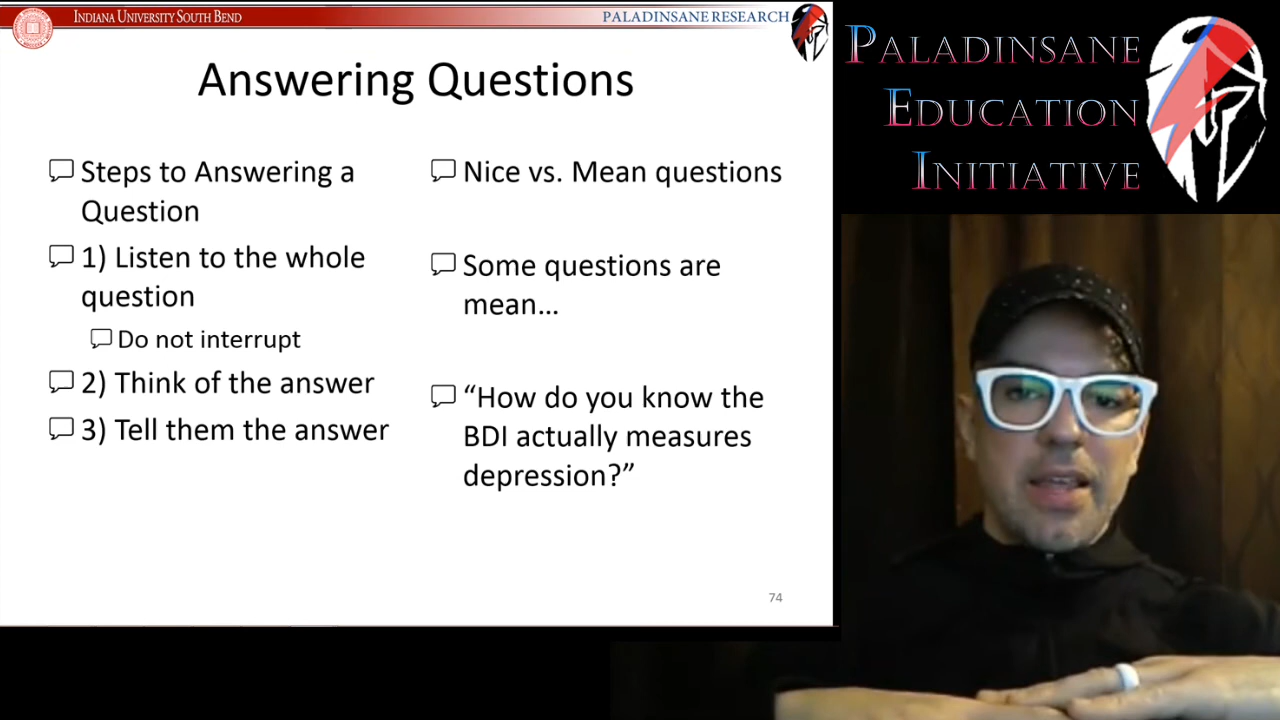 INDIANA UNIVERSITY SOUTH BEND
PALADINSANE RESEARCH
PALADINSANE
EDUCATION
INITIATIVE
Answering Questions
Steps to Answering a
Question
1) Listen to the whole
question
Do not interrupt
2) Think of the answer
3) Tell them the answer
Nice vs. Mean questions
Some questions are
mean...
“How do you know the
BDI actually measures
depression?”
74